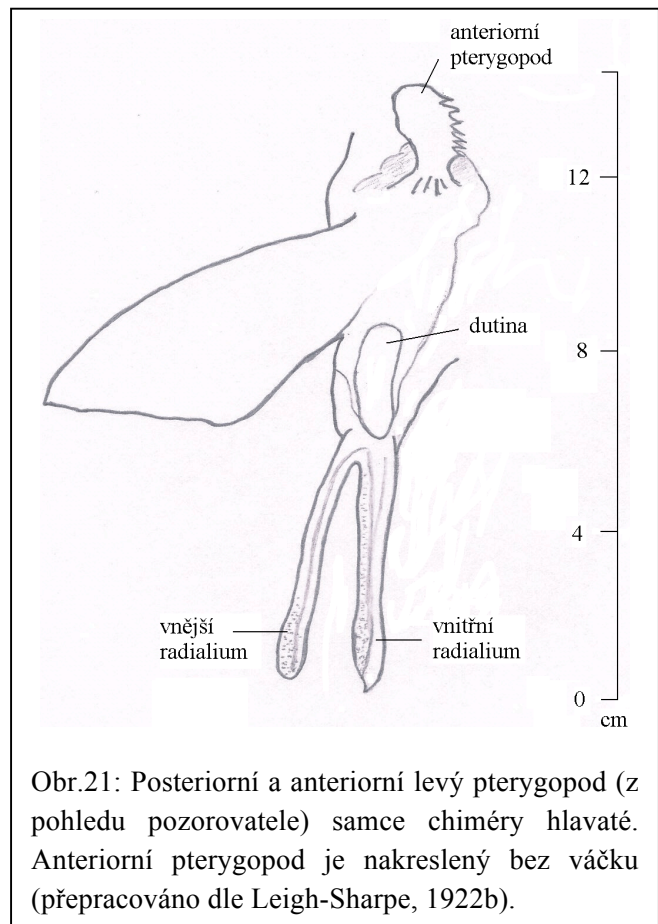 anteriorní
pterygopod
12
dutina
8
4
vnější
radialium
vnitřní
radialium
0
cm
Obr.21: Posteriorní a anteriorní levý pterygopod (z
pohledu pozorovatele) samce chiméry hlavaté.
Anteriorní pterygopod je nakreslený bez váčku
(přepracováno dle Leigh-Sharpe, 1922b).